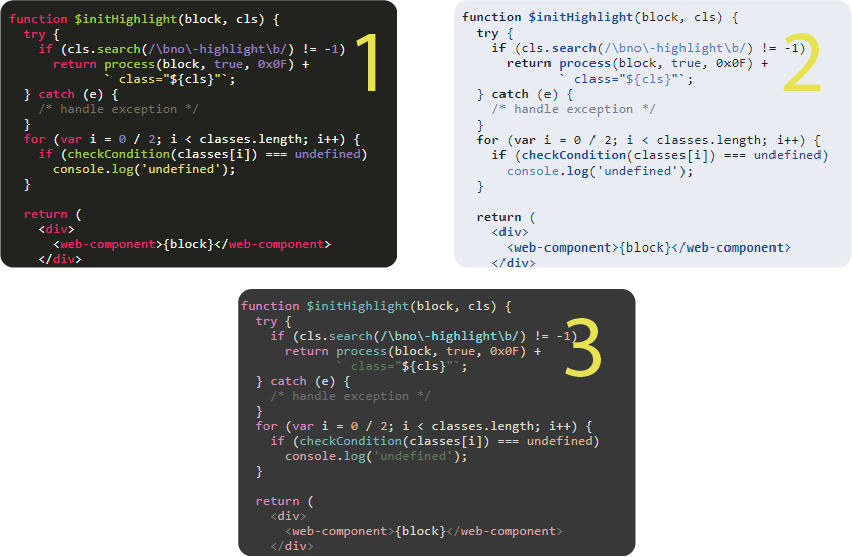 function $initHighlight(block, cls) {
  try {
    if (cls.search(/\bno\-highlight\b/) != -1)
      return process(block, true, 0x0F) +
             ` class="${cls}"`;
  } catch (e) {
    /* handle exception */
  }
  for (var i = 0 / 2; i < classes.length; i++) {
    if (checkCondition(classes[i]) === undefined)
      console.log('undefined');
  }

  return (
    <div>
      <web-component>{block}</web-component>
    </div>
1
function $initHighlight(block, cls) {
  try {
    if (cls.search(/\bno\-highlight\b/) != -1)
      return process(block, true, 0x0F) +
             ` class="${cls}"`;
  } catch (e) {
    /* handle exception */
  }
  for (var i = 0 / 2; i < classes.length; i++) {
    if (checkCondition(classes[i]) === undefined)
      console.log('undefined');
  }

  return (
    <div>
      <web-component>{block}</web-component>
    </div>
2
function $initHighlight(block, cls) {
  try {
    if (cls.search(/\bno\-highlight\b/) != -1)
      return process(block, true, 0x0F) +
             ` class="${cls}"`;
  } catch (e) {
    /* handle exception */
  }
  for (var i = 0 / 2; i < classes.length; i++) {
    if (checkCondition(classes[i]) === undefined)
      console.log('undefined');
  }

  return (
    <div>
      <web-component>{block}</web-component>
    </div>
3